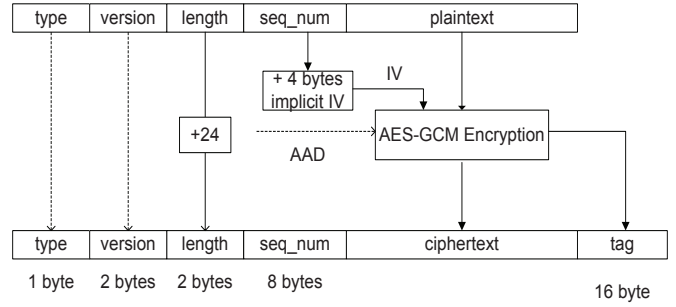 type version length seq_num plaintext
+ 4 bytes
implicit IV
IV
+24
AAD
AES-GCM Encryption
type version length seq_num ciphertext tag
1 byte 2 bytes 2 bytes 8 bytes
16 byte